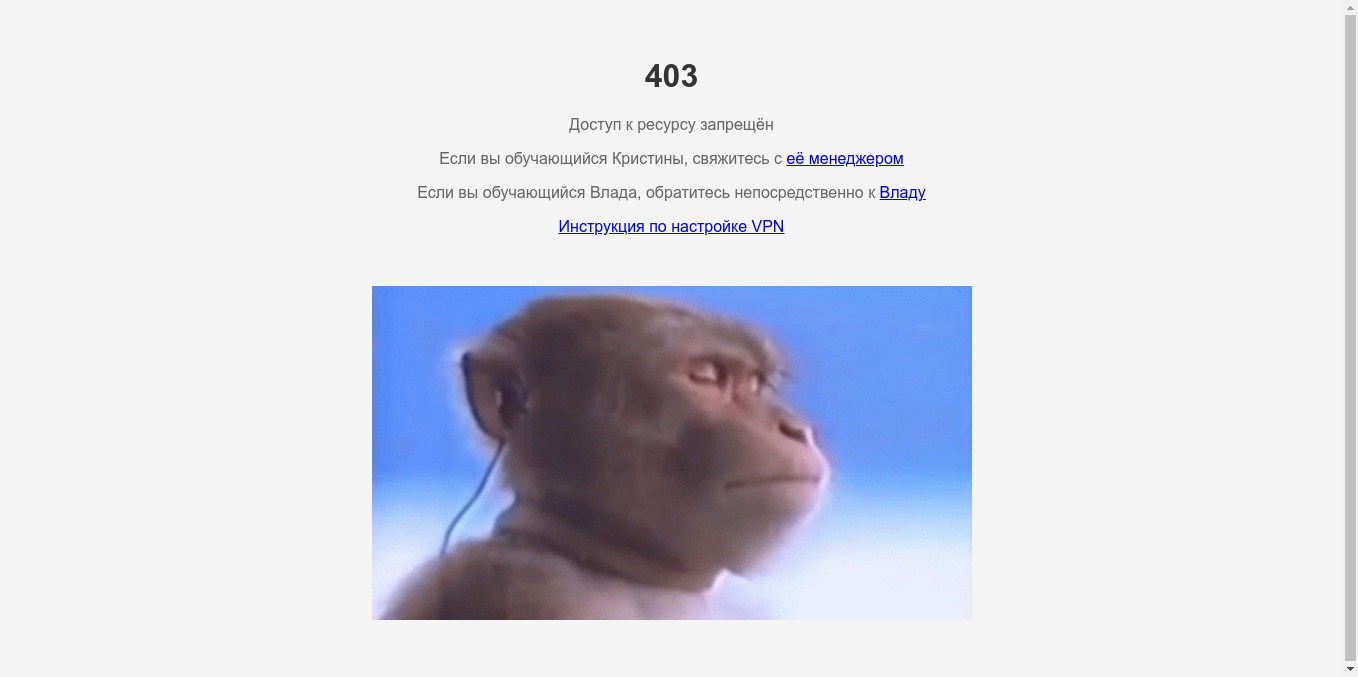 403
Доступ к ресурсу запрещён
Если вы обучающийся Кристины, свяжитесь с её менеджером
Если вы обучающийся Влада, обратитесь непосредственно к Владу
Инструкция по настройке VPN